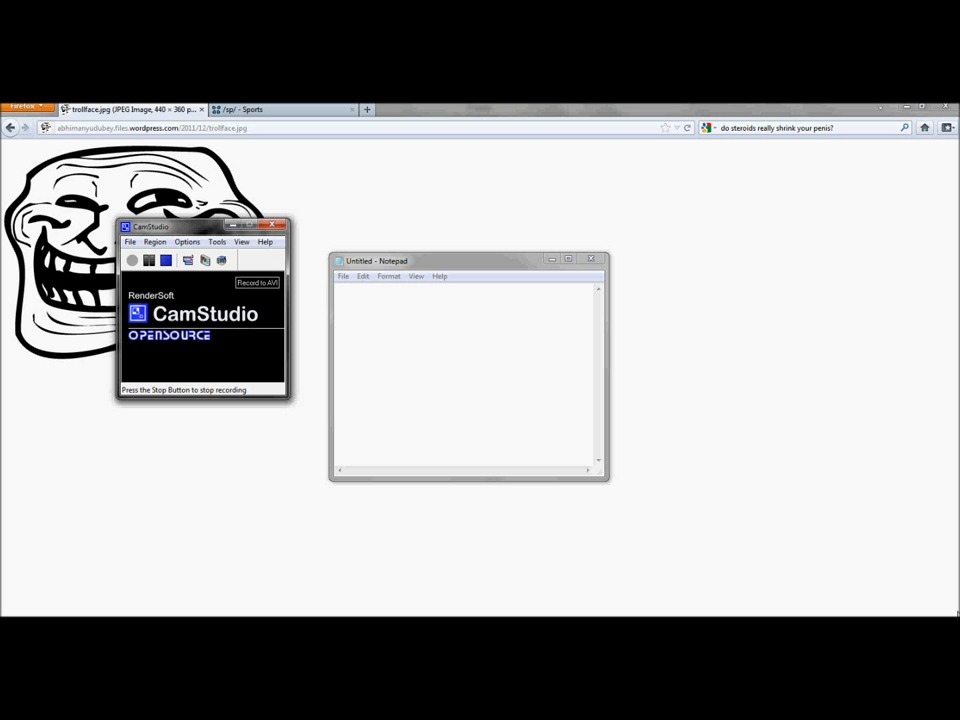 Firefox
trollface.jpg (JPEG Image, 440 × 360 p...
/sp/ - Sports
abhimanyudubey.files.wordpress.com/2011/12/trollface.jpg
do steroids really shrink your penis?
CamStudio
File Region Options Tools View Help
Record to AVI
RenderSoft
CamStudio
OPENSOURCE
Press the Stop Button to stop recording
Untitled - Notepad
File Edit Format View Help